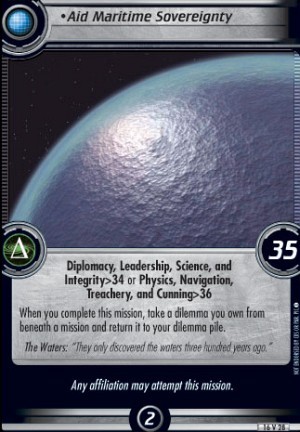 •Aid Maritime Sovereignty
Δ
35
Diplomacy, Leadership, Science, and
Integrity>34 or Physics, Navigation,
Treachery, and Cunning>36
When you complete this mission, take a dilemma you own from
beneath a mission and return it to your dilemma pile.
The Waters: "They only discovered the waters three hundred years ago."
Any affiliation may attempt this mission.
2
16 V 28